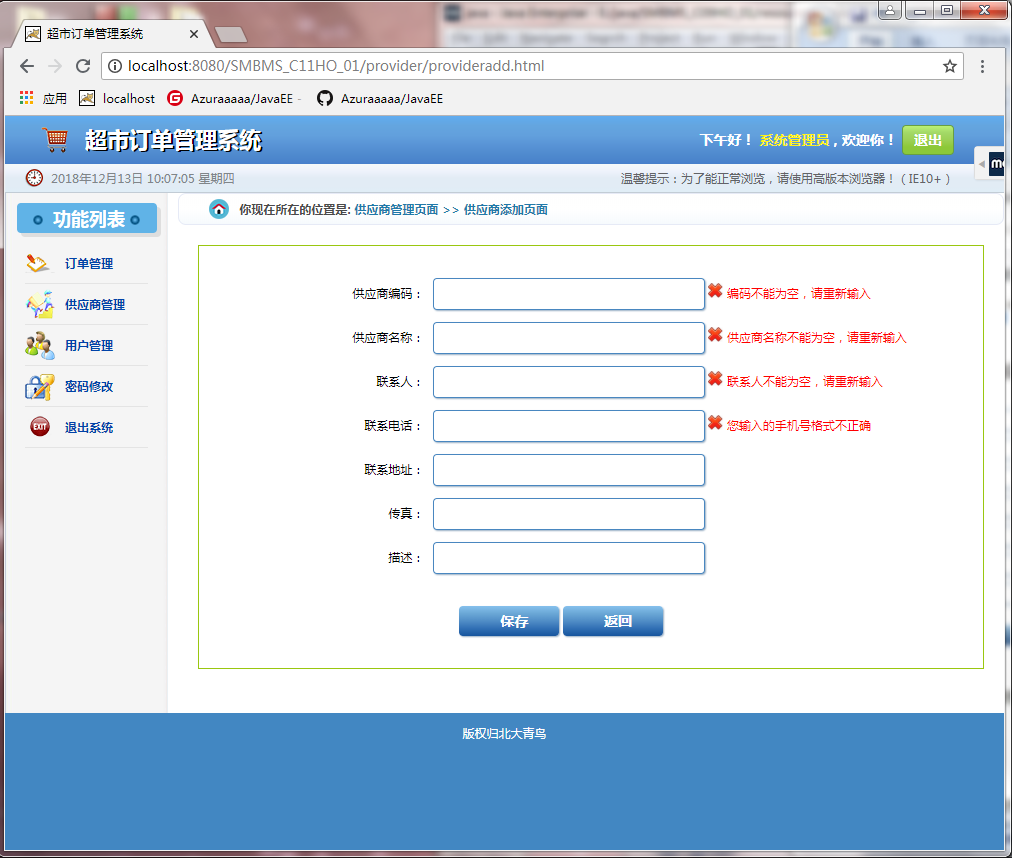 超市订单管理系统
localhost:8080/SMBMS_C11HO_01/provider/provideradd.html
应用 localhost Azuraaaaa/JavaEE - Azuraaaaa/JavaEE
超市订单管理系统 下午好！ 系统管理员 , 欢迎你！ 退出
2018年12月13日 10:07:05 星期四 温馨提示：为了能正常浏览，请使用高版本浏览器！（IE10+）
功能列表
你现在所在的位置是: 供应商管理页面 >> 供应商添加页面
订单管理
供应商管理
用户管理
密码修改
EXIT 退出系统
供应商编码： 编码不能为空，请重新输入
供应商名称： 供应商名称不能为空，请重新输入
联系人： 联系人不能为空，请重新输入
联系电话： 您输入的手机号格式不正确
联系地址：
传真：
描述：
保存 返回
版权归北大青鸟